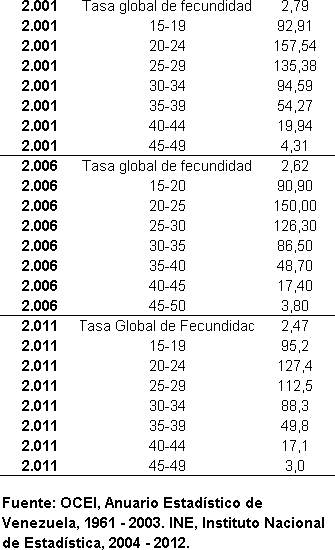 2.001 Tasa global de fecundidad 2,79
2.001 15-19 92,91
2.001 20-24 157,54
2.001 25-29 135,38
2.001 30-34 94,59
2.001 35-39 54,27
2.001 40-44 19,94
2.001 45-49 4,31
2.006 Tasa global de fecundidad 2,62
2.006 15-20 90,90
2.006 20-25 150,00
2.006 25-30 126,30
2.006 30-35 86,50
2.006 35-40 48,70
2.006 40-45 17,40
2.006 45-50 3,80
2.011 Tasa Global de Fecundidac 2,47
2.011 15-19 95,2
2.011 20-24 127,4
2.011 25-29 112,5
2.011 30-34 88,3
2.011 35-39 49,8
2.011 40-44 17,1
2.011 45-49 3,0
Fuente: OCEI, Anuario Estadístico de
Venezuela, 1961 - 2003. INE, Instituto Nacional
de Estadística, 2004 - 2012.